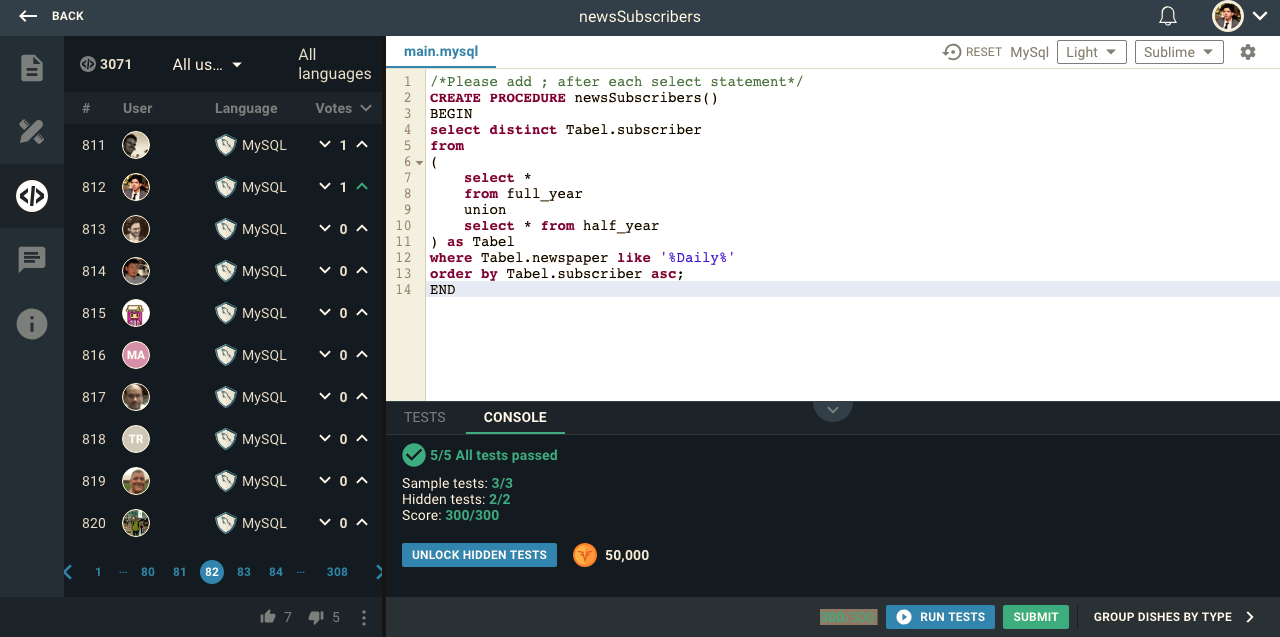 BACK
newsSubscribers
3071
All us...
All languages
# User Language Votes
811 MySQL 1
812 MySQL 1
813 MySQL 0
814 MySQL 0
815 MySQL 0
816 MA MySQL 0
817 MySQL 0
818 TR MySQL 0
819 MySQL 0
820 MySQL 0
1 ... 80 81 82 83 84 ... 308
7 5
main.mysql
RESET MySql Light Sublime
1 /*Please add ; after each select statement*/
2 CREATE PROCEDURE newsSubscribers()
3 BEGIN
4 select distinct Tabel.subscriber
5 from
6 (
7 select *
8 from full_year
9 union
10 select * from half_year
11 ) as Tabel
12 where Tabel.newspaper like '%Daily%'
13 order by Tabel.subscriber asc;
14 END
TESTS CONSOLE
5/5 All tests passed
Sample tests: 3/3
Hidden tests: 2/2
Score: 300/300
UNLOCK HIDDEN TESTS 50,000
300/300 RUN TESTS SUBMIT GROUP DISHES BY TYPE